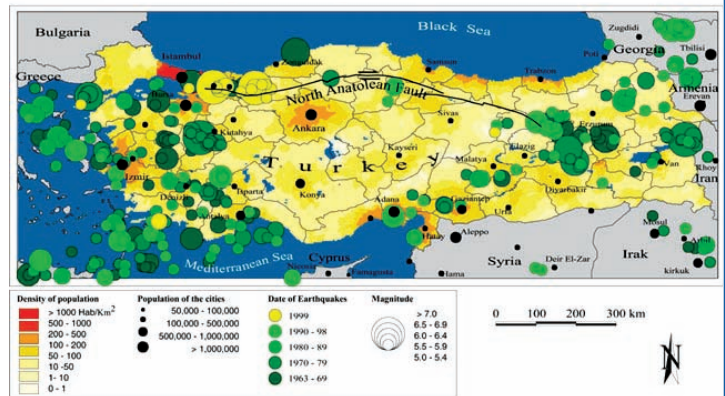 Bulgaria
Black Sea
Zugdidi
Georgia
Poti
Tbilisi
Istambul
Zonguldak
Samsun
Trabzon
Greece
Bursa
North Anatolean Fault
Armenia
Erevan
Ankara
Sivas
Erzurum
Kutahya
Turkey
Kayseri
Malatya
Elazig
Van
Khoy
Iran
Izmir
Denizli
Isparta
Konya
Diyarbakir
Antalya
Adana
Gaziantep
Urfa
Hatay
Aleppo
Mosul
Arbil
Mediterranean Sea
Cyprus
Nicosia
Famagusta
Syria
Deir El-Zar
Irak
kirkuk
Hama
Density of population
> 1000 Hab/Km²
500 - 1000
200 - 500
100 - 200
50 - 100
10 -50
1- 10
0 - 1
Population of the cities
50,000 - 100,000
100,000 - 500,000
500,000 - 1,000,000
> 1,000,000
Date of Earthquakes
1999
1990 - 98
1980 - 89
1970 - 79
1963 - 69
Magnitude
> 7.0
6.5 - 6.9
6.0 - 6.4
5.5 - 5.9
5.0 - 5.4
0 100 200 300 km
N